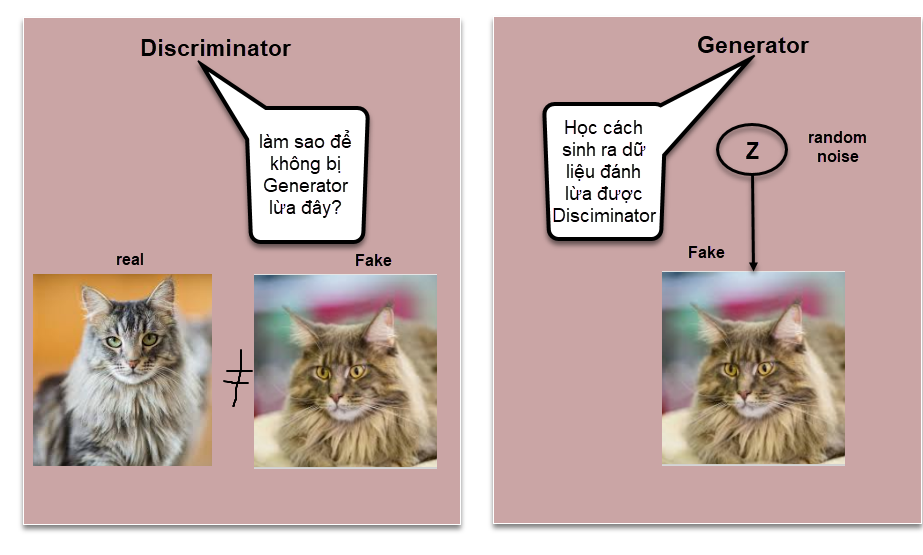 Discriminator
làm sao để
không bị
Generator
lừa đây?
real
Fake
≠
Generator
Học cách
sinh ra dữ
liệu đánh
lừa được
Disciminator
Z
random
noise
Fake